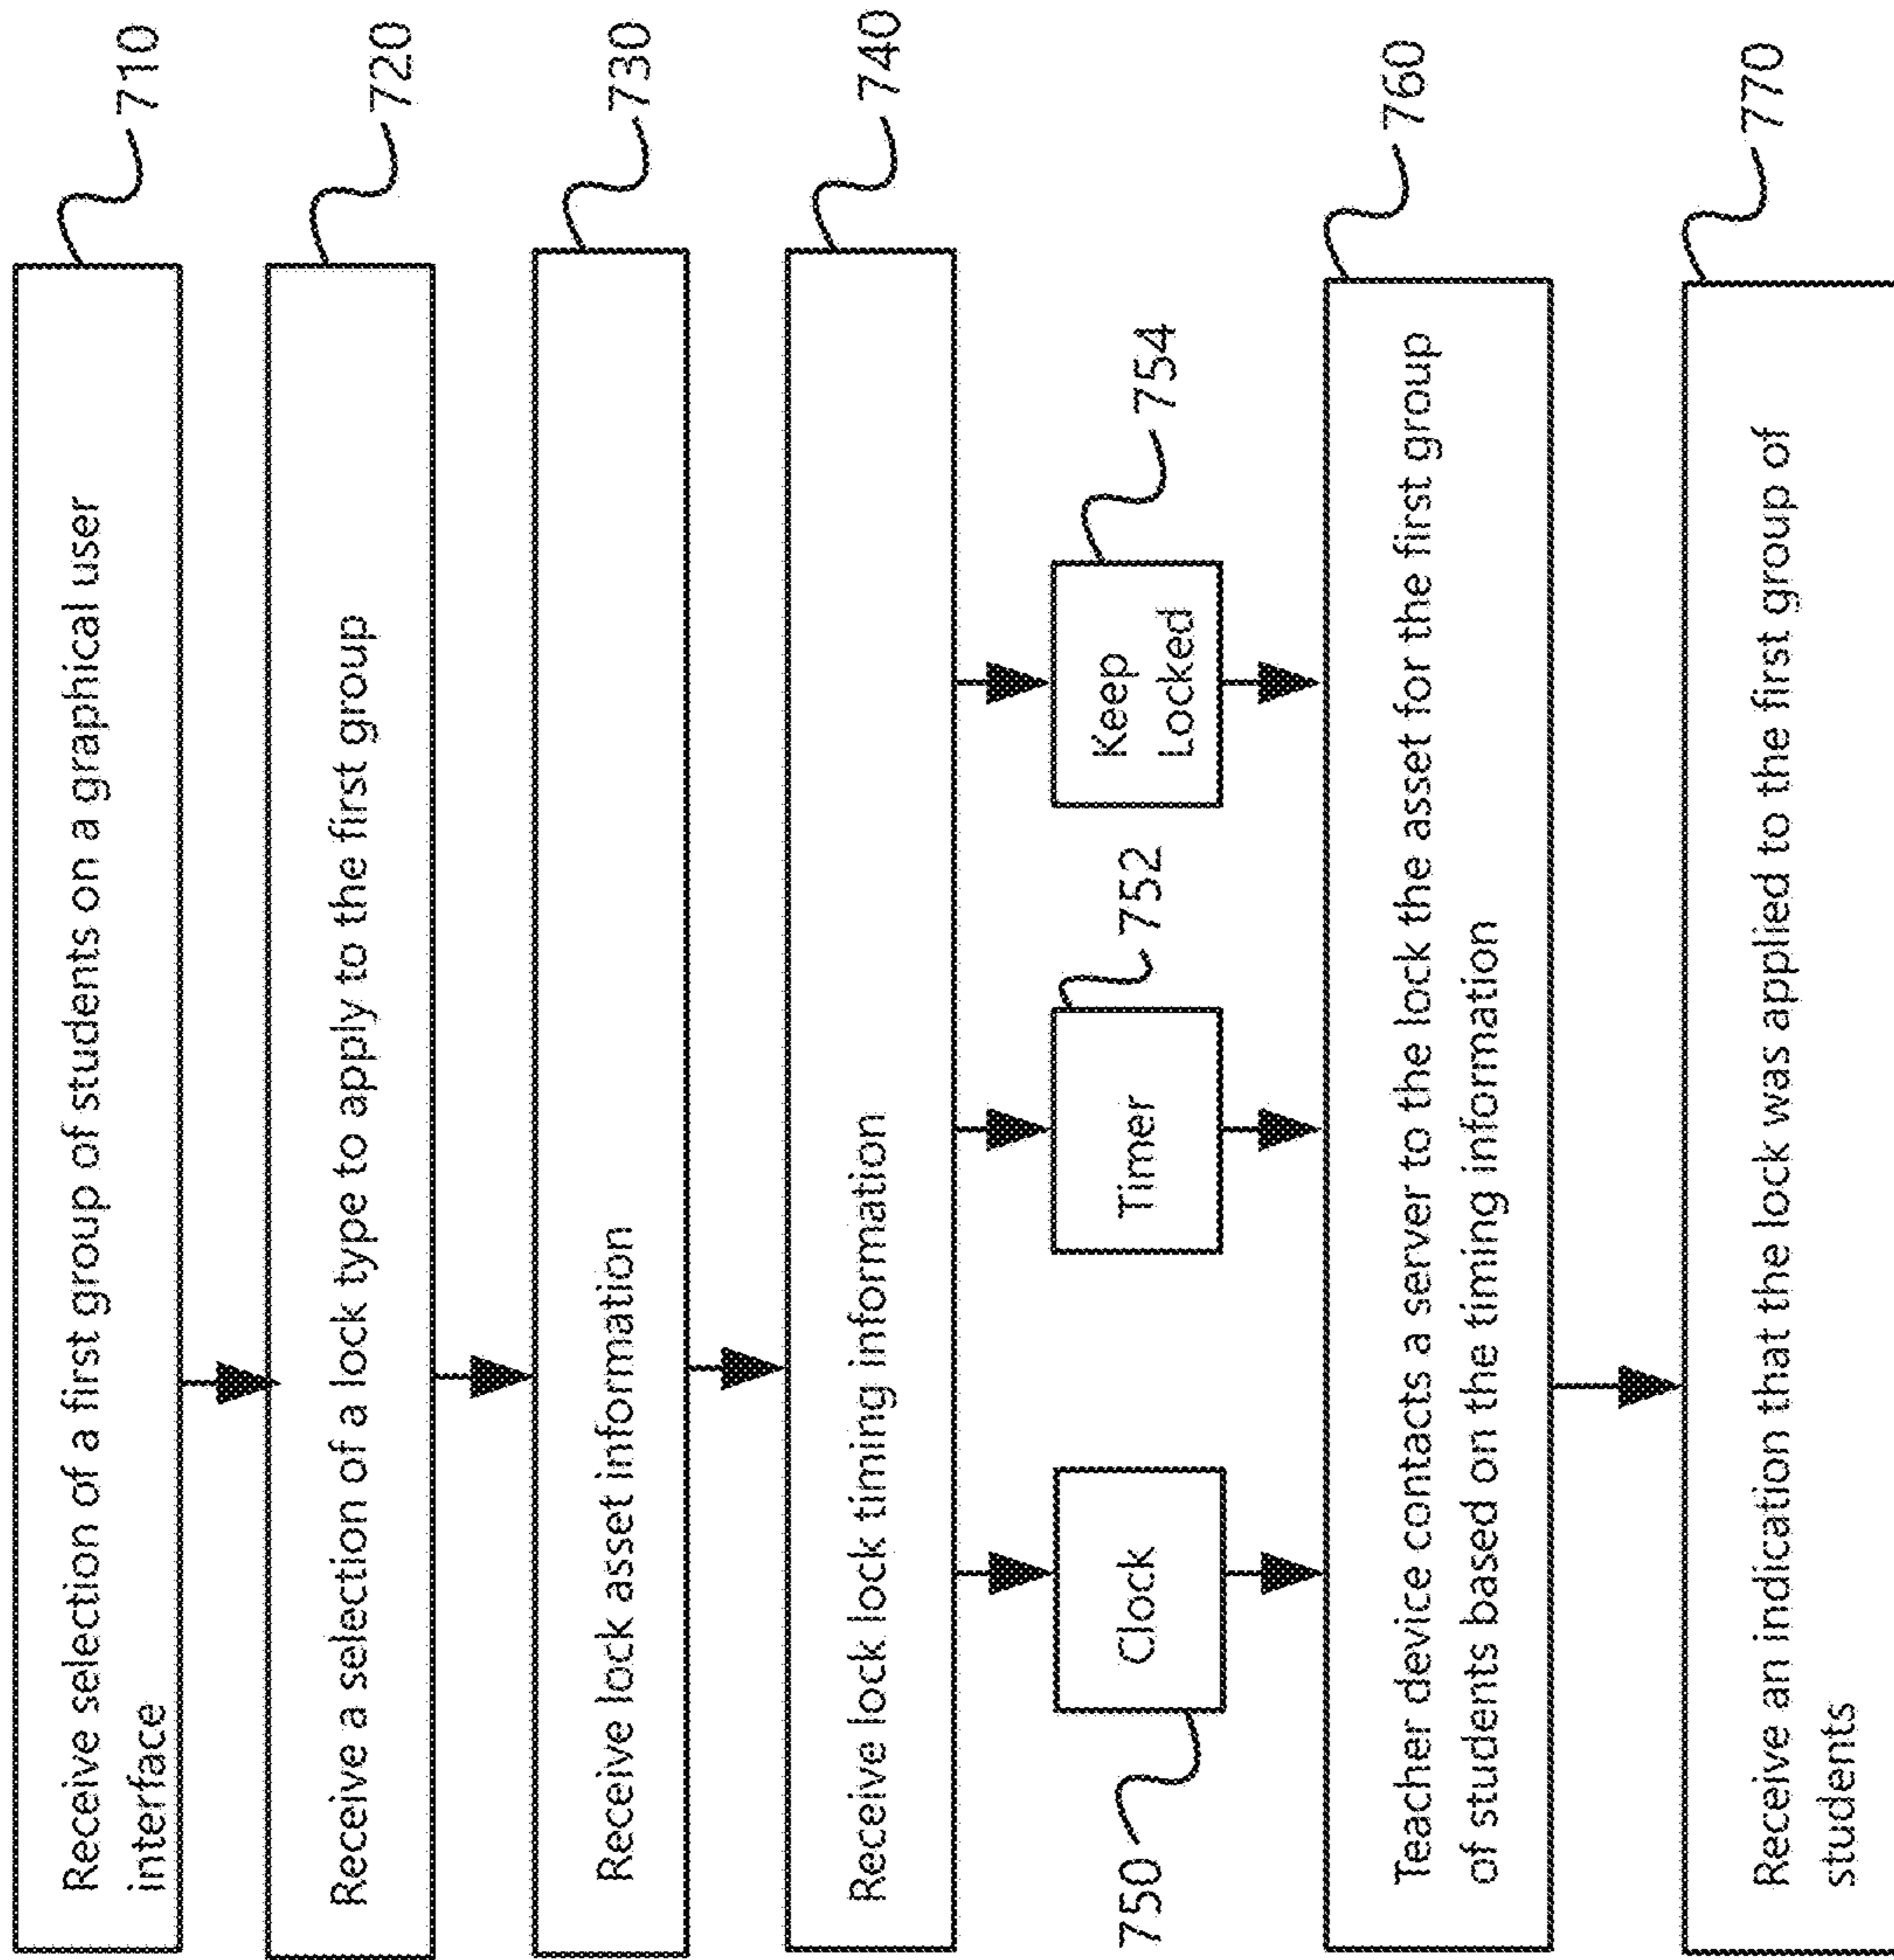 Receive selection of a first group of students on a graphical user
interface
710
Receive a selection of a lock type to apply to the first group
720
Receive lock asset information
730
Receive lock lock timing information
740
750
Clock
Timer
752
Keep
Locked
754
Teacher device contacts a server to the lock the asset for the first group
of students based on the timing information
760
Receive an indication that the lock was applied to the first group of
students
770